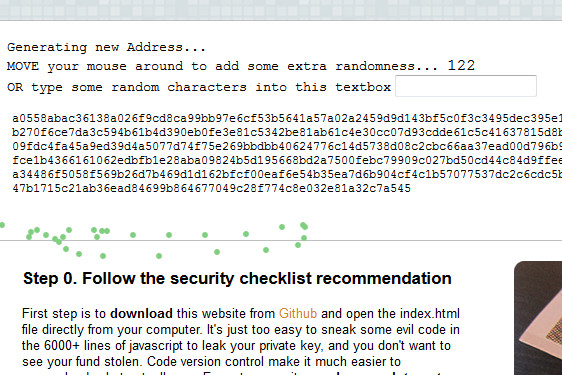 Generating new Address...
MOVE your mouse around to add some extra randomness... 122
OR type some random characters into this textbox
a0558abac36138a026f9cd8ca99bb97e6cf53b5641a57a02a2459d9d143bf5c0f3c3495dec395e1
b270f6ce7da3c594b61b4d390eb0fe3e81c5342be81ab61c4e30cc07d93cdde61c5c41637815d8b
09fdc4fa45a9ed39d4a5077d74f75e269bbdbb40624776c14d5738d08c2cbc66aa37ead00d796b9
fce1b4366161062edbfb1e28aba09824b5d195668bd2a7500febc79909c027bd50cd44c84d9ffee
a34486f5058f569b26d7b469d1d162bfcf00eaf6e54b35ea7d6b904cf4c1b57077537dc2c6cdc5b
47b1715c21ab36ead84699b864677049c28f774c8e032e81a32c7a545
Step 0. Follow the security checklist recommendation
First step is to download this website from Github and open the index.html
file directly from your computer. It's just too easy to sneak some evil code in
the 6000+ lines of javascript to leak your private key, and you don't want to
see your fund stolen. Code version control make it much easier to